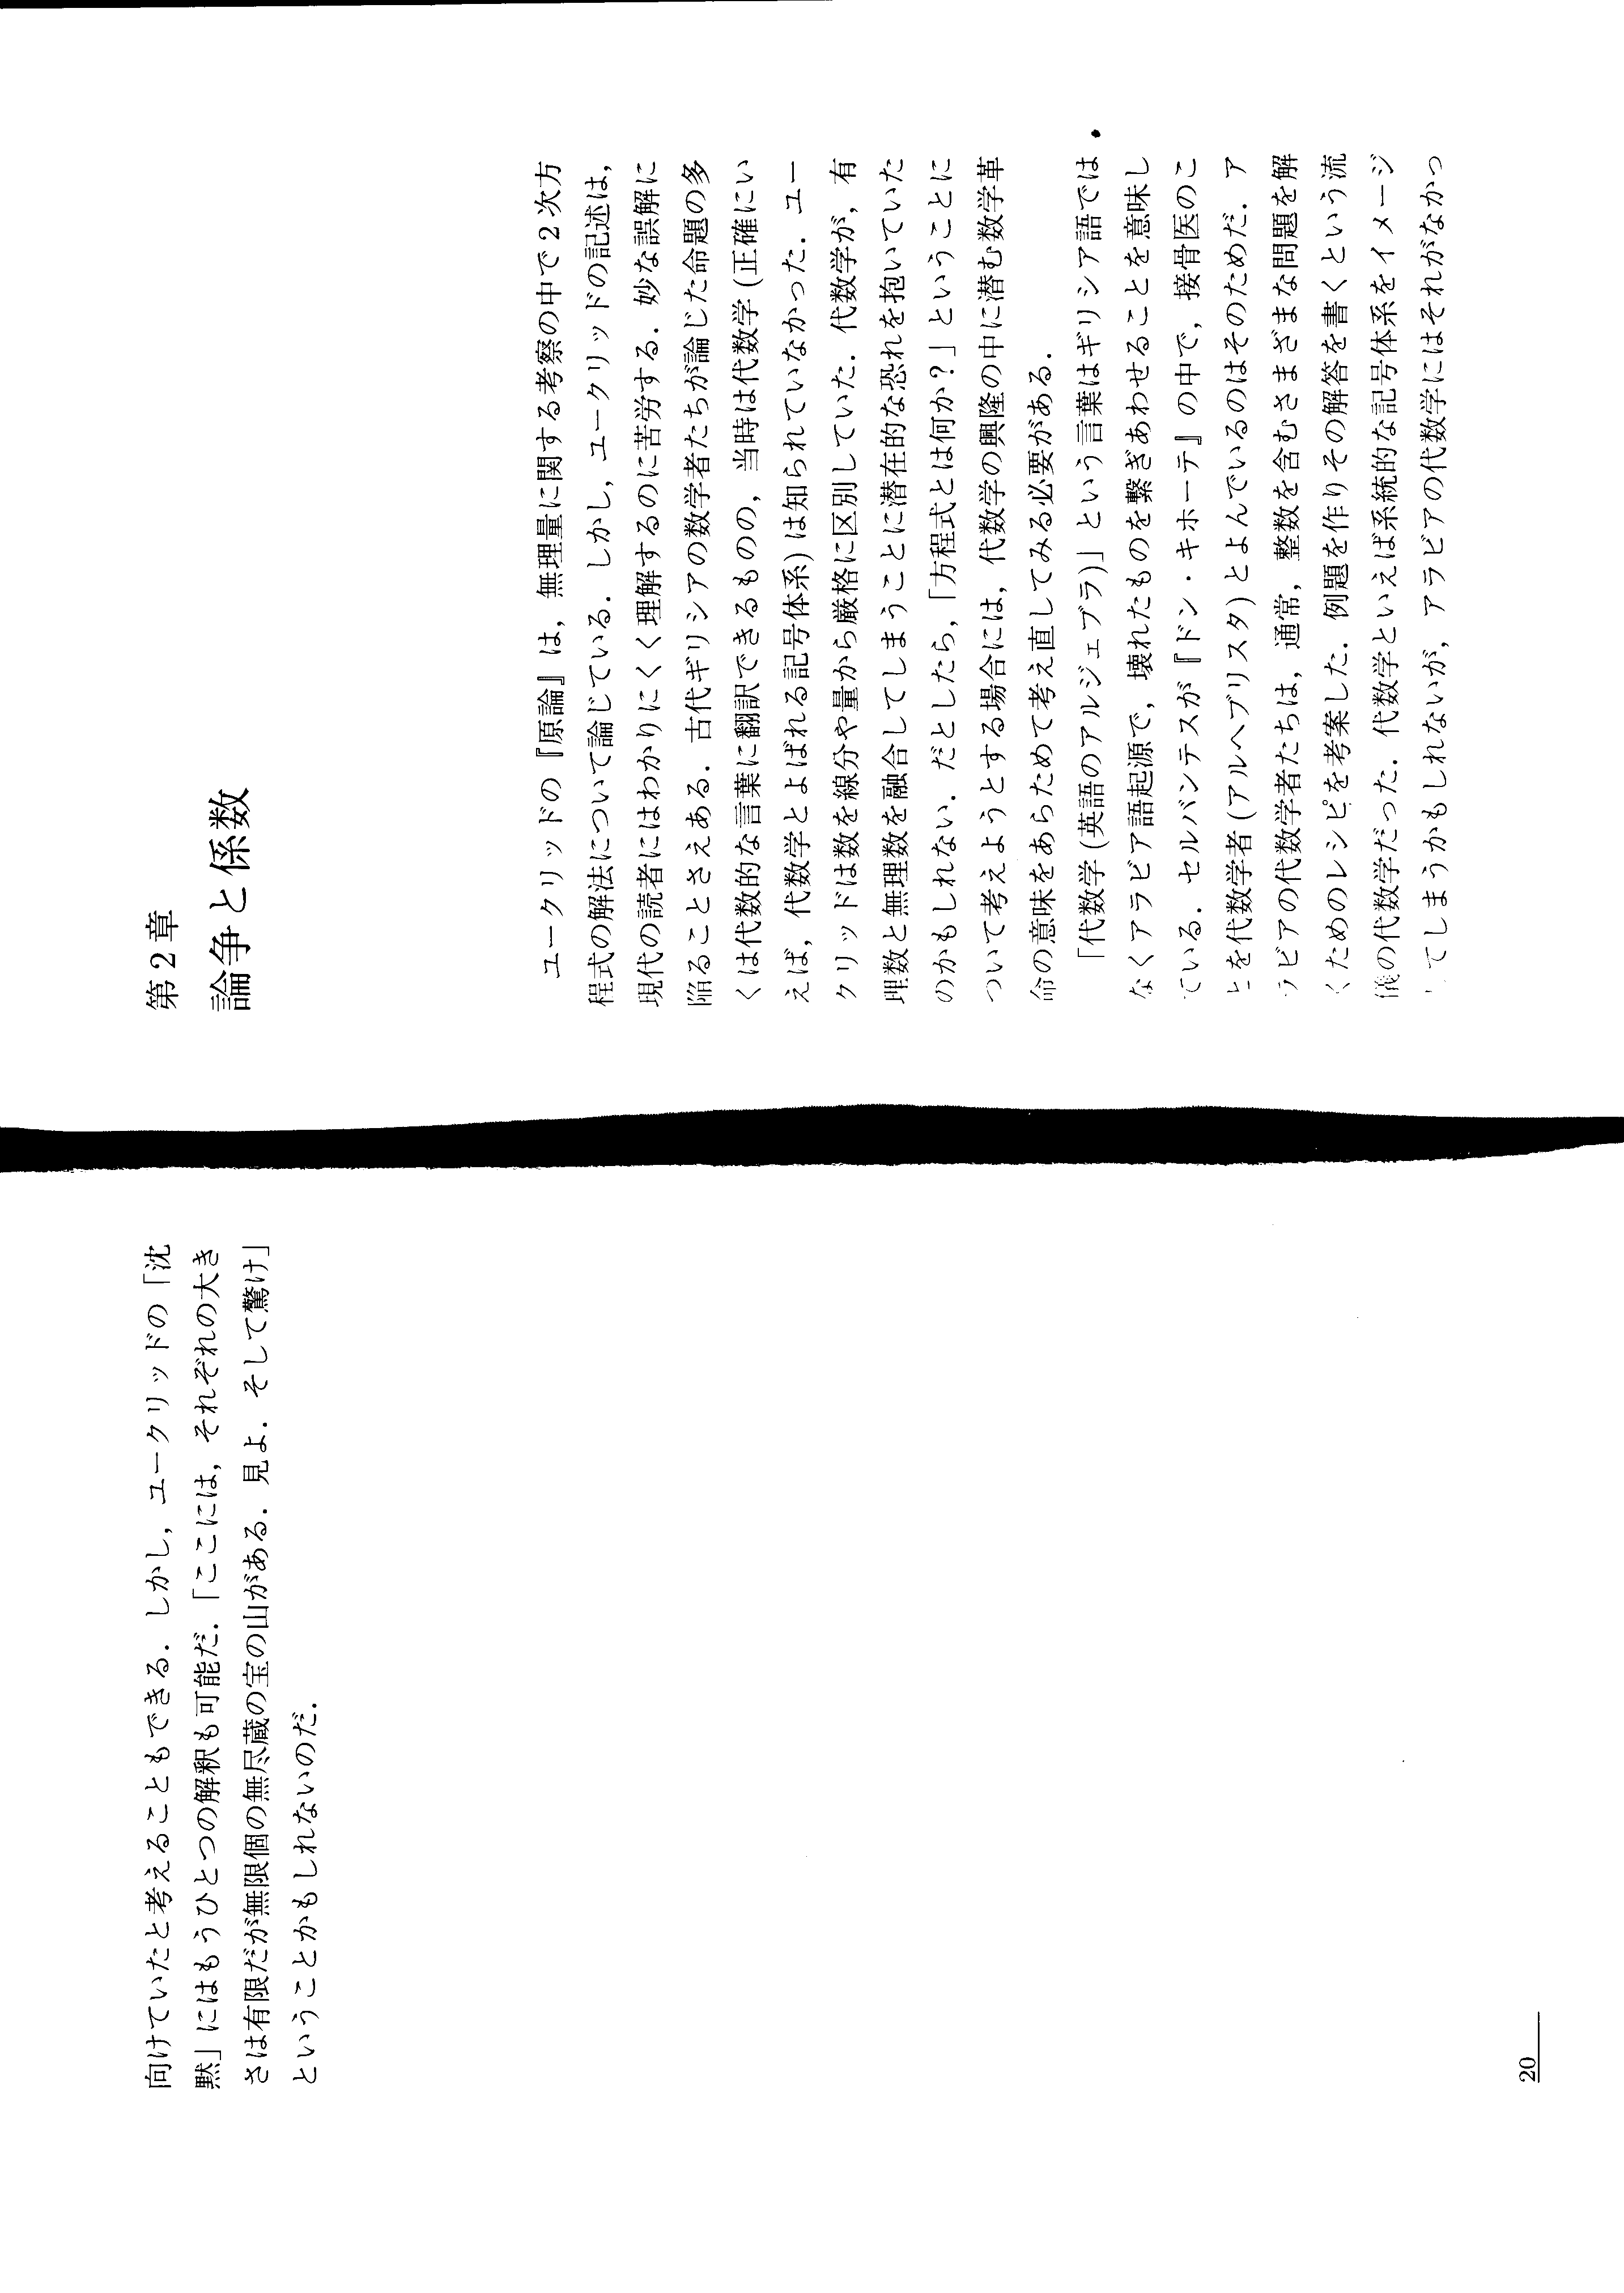 向けていたと考えることもできる．しかし，ユークリッドの「沈
黙」にはもうひとつの解釈も可能だ．「ここには，それぞれの大き
さは有限だが無限個の無尽蔵の宝の山がある．見よ．そして驚け」
ということかもしれないのだ．
20
第2章
論争と係数
ユークリッドの『原論』は，無理量に関する考察の中で2次方
程式の解法について論じている．しかし，ユークリッドの記述は，
現代の読者にはわかりにくく理解するのに苦労する．妙な誤解に
陥ることさえある．古代ギリシアの数学者たちが論じた命題の多
くは代数的な言葉に翻訳できるものの，当時は代数学(正確にい
えば，代数学とよばれる記号体系)は知られていなかった．ユー
クリッドは数を線分や量から厳格に区別していた．代数学が，有
理数と無理数を融合してしまうことに潜在的な恐れを抱いていた
のかもしれない．だとしたら，「方程式とは何か？」ということに
ついて考えようとする場合には，代数学の興隆の中に潜む数学革
命の意味をあらためて考え直してみる必要がある．
「代数学(英語のアルジェブラ)」という言葉はギリシア語では
なくアラビア語起源で，壊れたものを繋ぎあわせることを意味し
ている．セルバンテスが『ドン・キホーテ』の中で，接骨医のこ
とを代数学者(アルヘブリスタ)とよんでいるのはそのためだ．ア
ラビアの代数学者たちは，通常，整数を含むさまざまな問題を解
くためのレシピを考案した．例題を作りその解答を書くという流
儀の代数学だった．代数学といえば系統的な記号体系をイメージ
してしまうかもしれないが，アラビアの代数学にはそれがなかっ